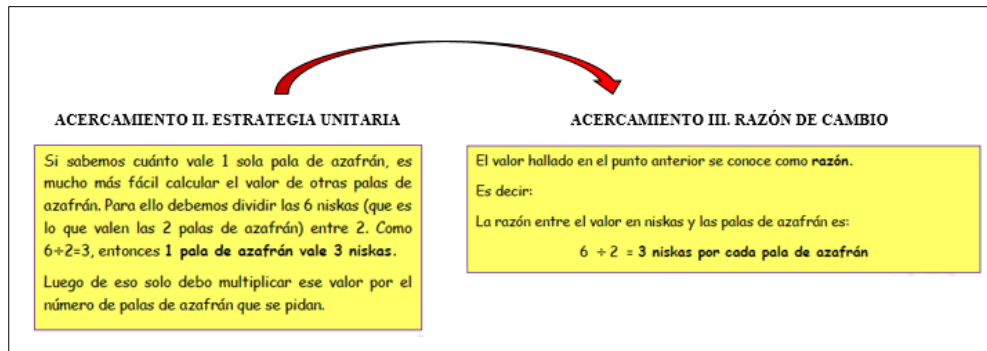 ACERCAMIENTO II. ESTRATEGIA UNITARIA
Si sabemos cuánto vale 1 sola pala de azafrán, es
mucho más fácil calcular el valor de otras palas de
azafrán. Para ello debemos dividir las 6 niskas (que es
lo que valen las 2 palas de azafrán) entre 2. Como
6÷2=3, entonces 1 pala de azafrán vale 3 niskas.
Luego de eso solo debo multiplicar ese valor por el
número de palas de azafrán que se pidan.
ACERCAMIENTO III. RAZÓN DE CAMBIO
El valor hallado en el punto anterior se conoce como razón.
Es decir:
La razón entre el valor en niskas y las palas de azafrán es:
6 ÷ 2 = 3 niskas por cada pala de azafrán